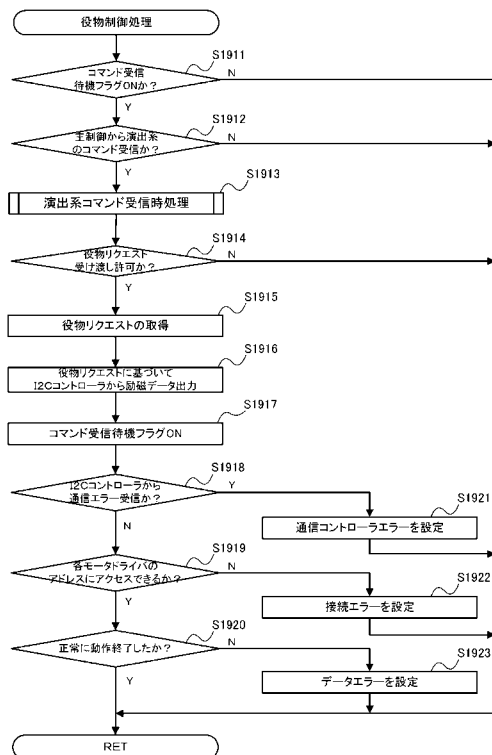 役物制御処理
S1911
コマンド受信
待機フラグONか?
N
Y
S1912
主制御から演出系
のコマンド受信か?
N
Y
S1913
演出系コマンド受信時処理
S1914
役物リクエスト
受け渡し許可か?
N
Y
S1915
役物リクエストの取得
S1916
役物リクエストに基づいて
I2Cコントローラから励磁データ出力
S1917
コマンド受信待機フラグON
S1918
I2Cコントローラから
通信エラー受信か?
Y
N
S1921
通信コントローラエラーを設定
S1919
各モータドライバの
アドレスにアクセスできるか?
N
Y
S1922
接続エラーを設定
S1920
正常に動作終了したか?
N
Y
S1923
データエラーを設定
RET